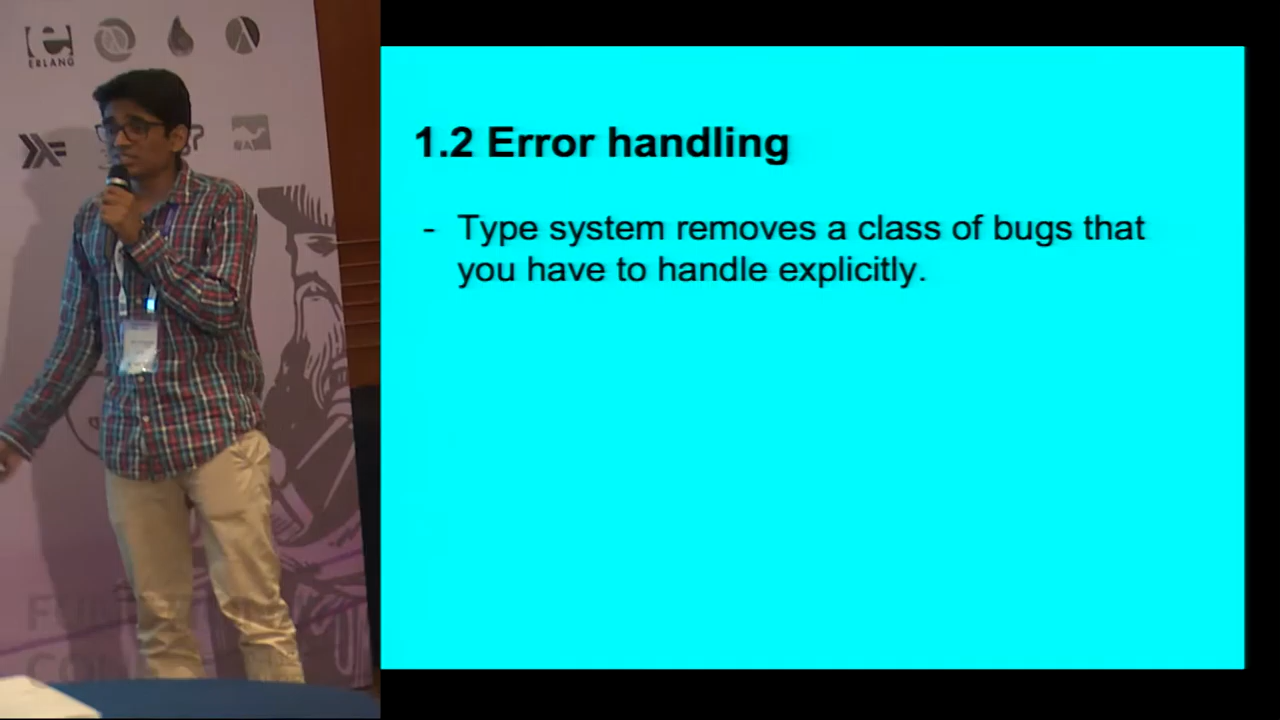 ERLANG
1.2 Error handling
- Type system removes a class of bugs that
you have to handle explicitly.